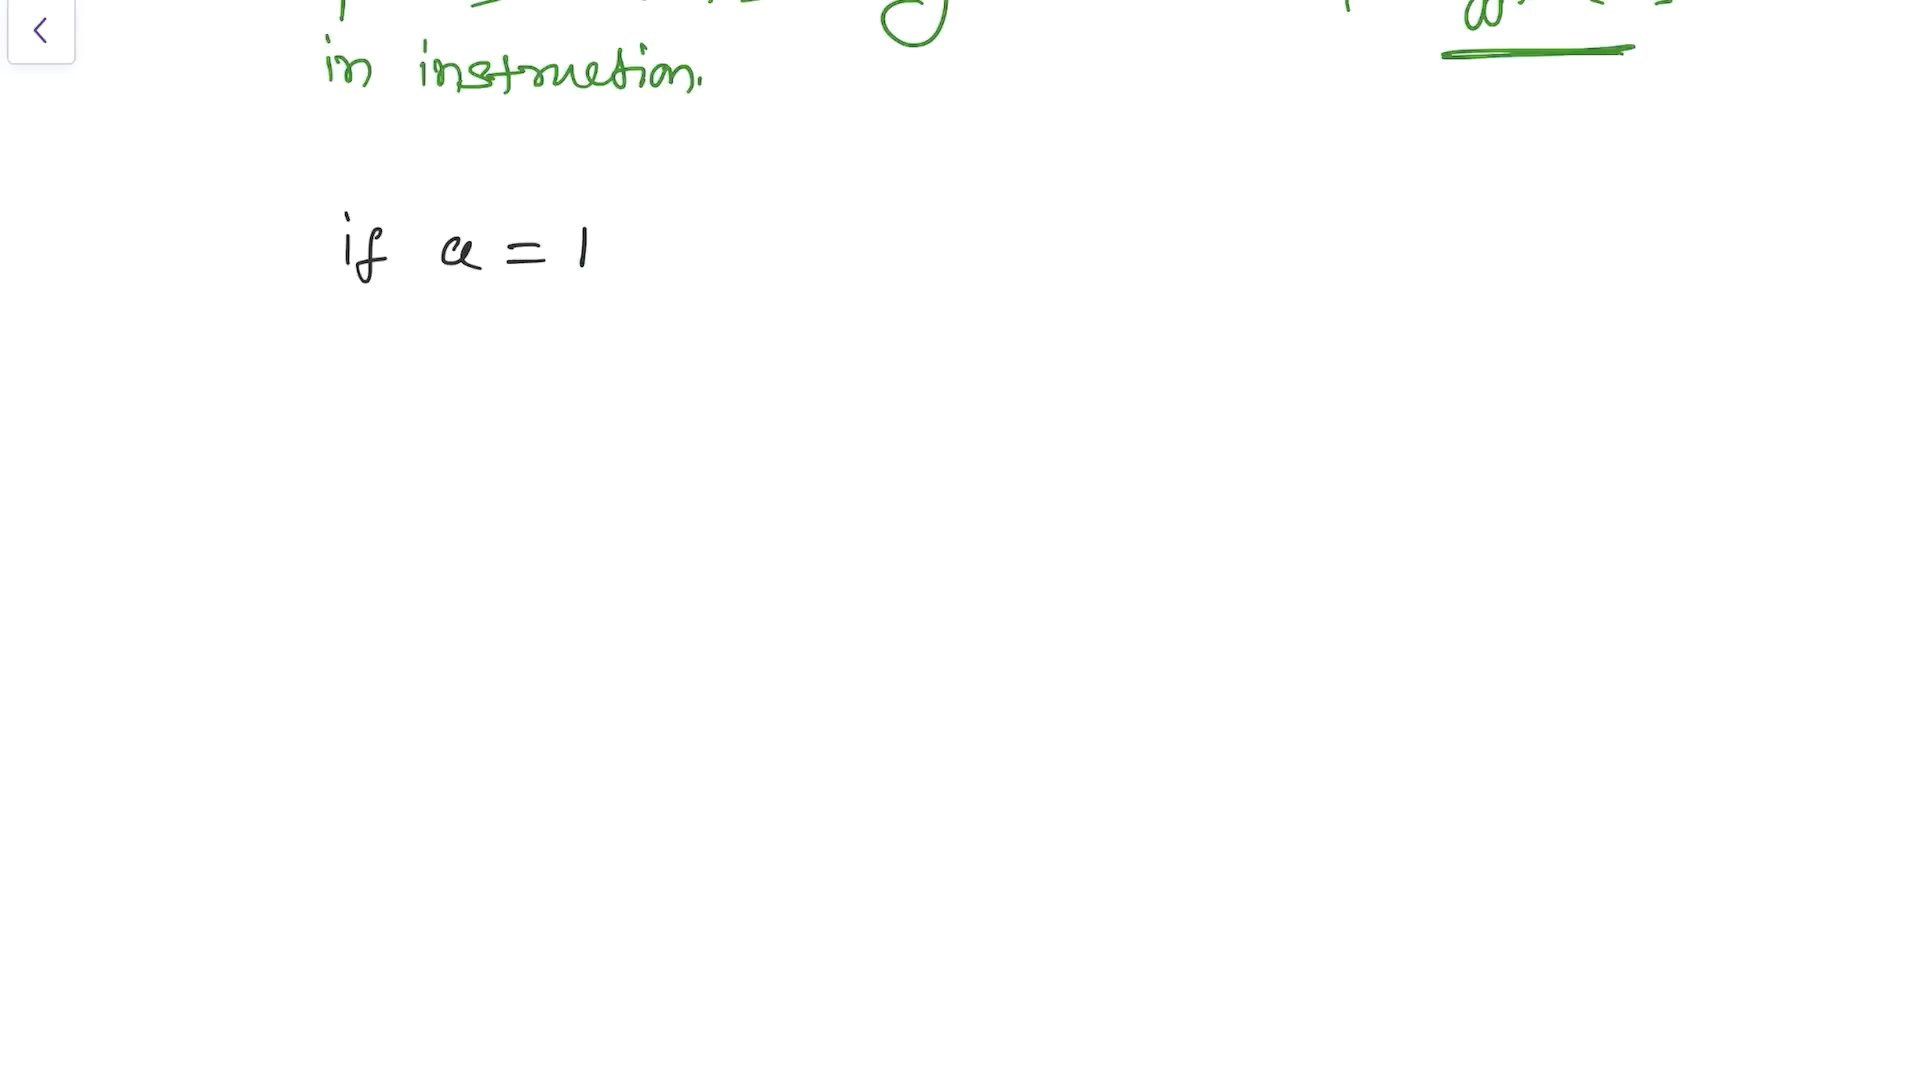 in instruction.
if a = 1